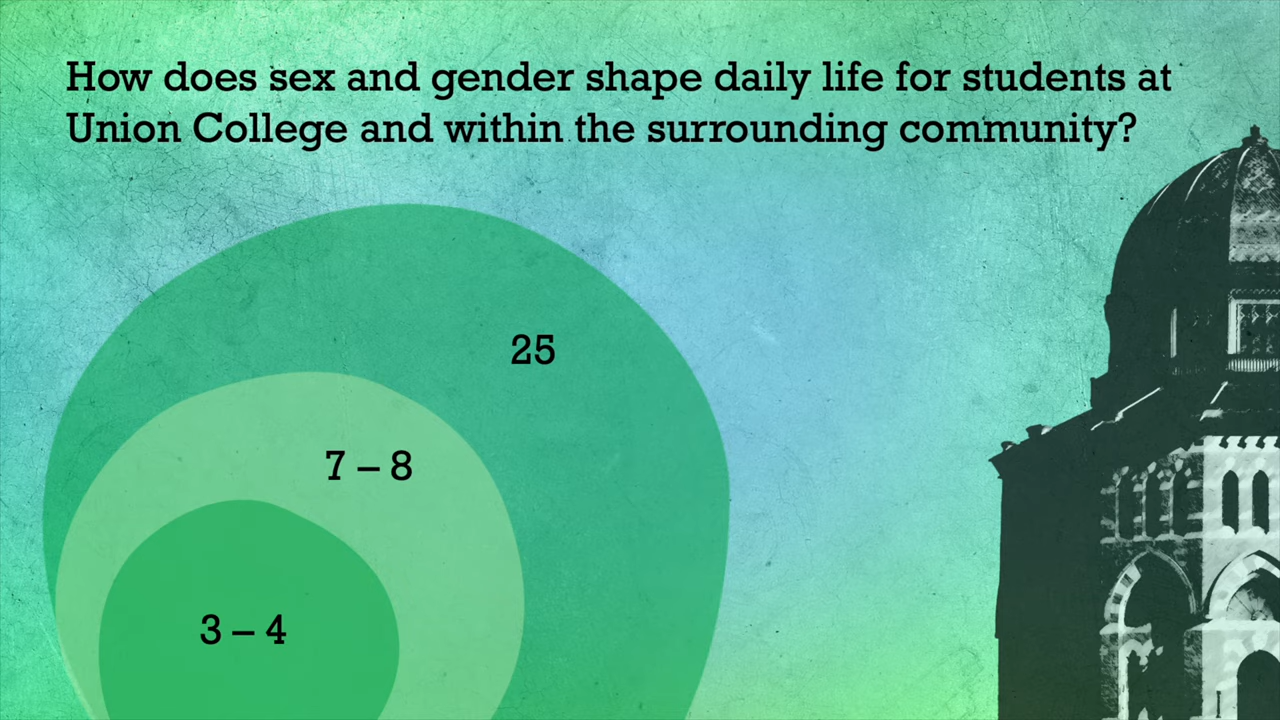 How does sex and gender shape daily life for students at
Union College and within the surrounding community?
25
7 – 8
3 – 4